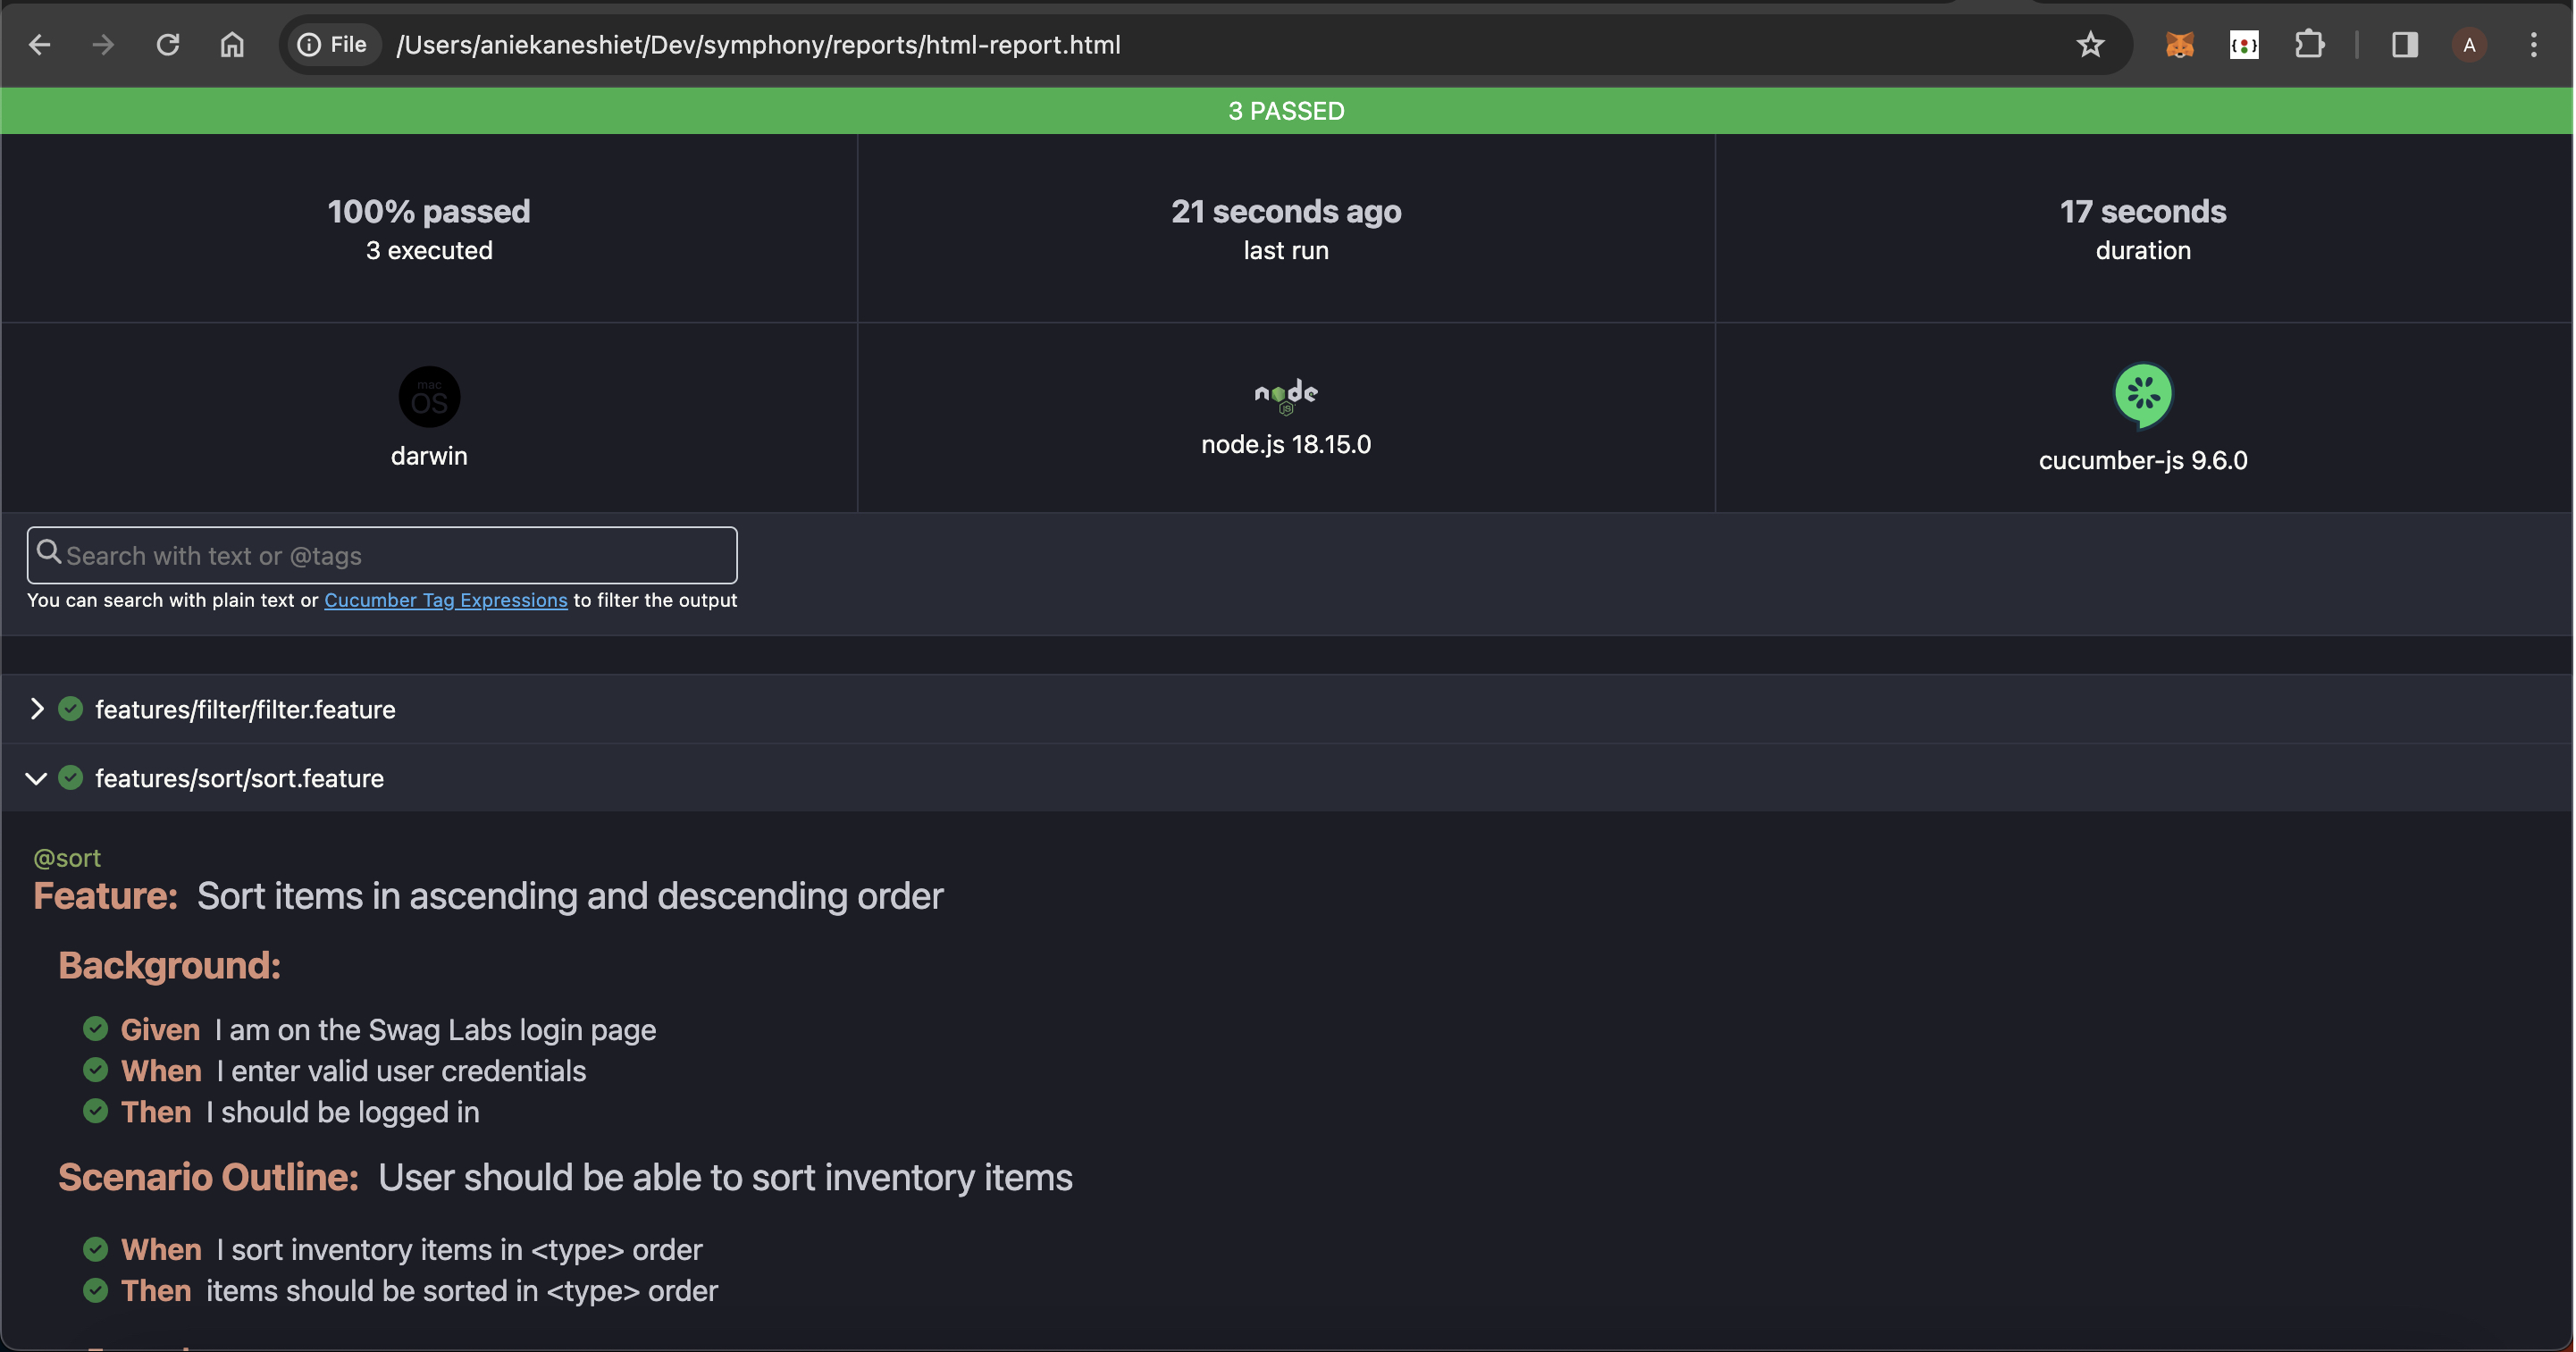 File /Users/aniekaneshiet/Dev/symphony/reports/html-report.html
A
3 PASSED
100% passed
3 executed
21 seconds ago
last run
17 seconds
duration
mac
OS
darwin
node
JS
node.js 18.15.0
cucumber-js 9.6.0
Search with text or @tags
You can search with plain text or Cucumber Tag Expressions to filter the output
features/filter/filter.feature
features/sort/sort.feature
@sort
Feature: Sort items in ascending and descending order
Background:
Given I am on the Swag Labs login page
When I enter valid user credentials
Then I should be logged in
Scenario Outline: User should be able to sort inventory items
When I sort inventory items in <type> order
Then items should be sorted in <type> order